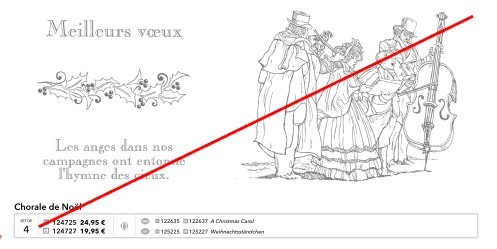 Meilleurs vœux
Les anges dans nos
campagnes ont entonné
l'hymne des cieux.
Chorale de Noël
SET DE
4
124725 24,95 €
124727 19,95 €
122635 122637 A Christmas Carol
125225 125227 Weihnachtsständchen